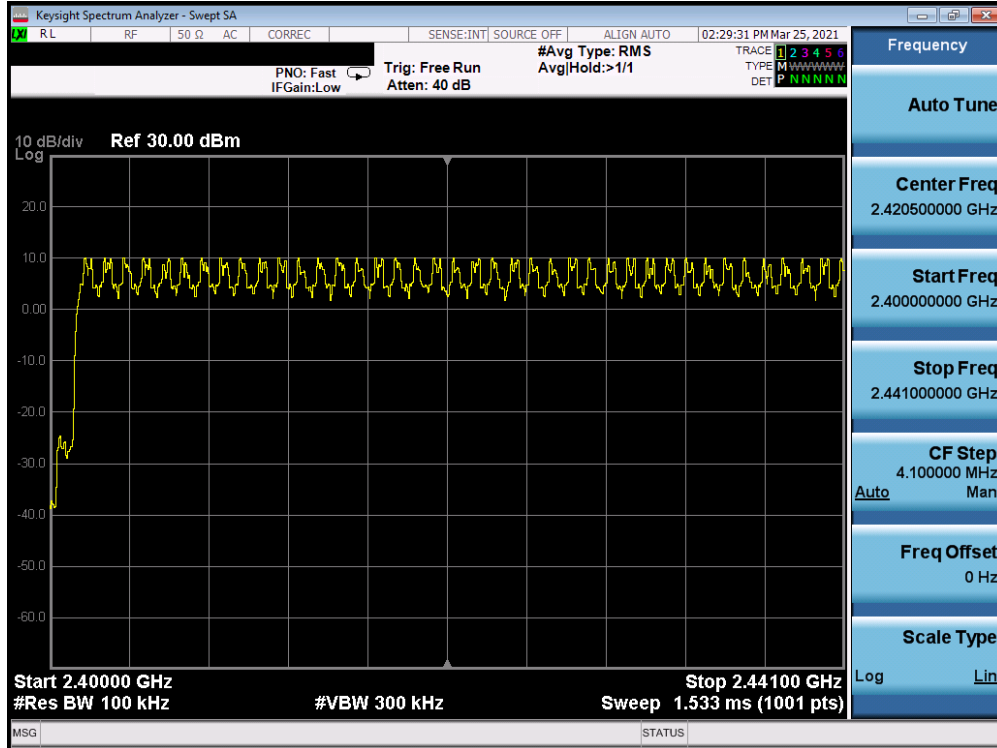 Keysight Spectrum Analyzer - Swept SA
LXI RL RF 50 Ω AC CORREC SENSE:INT SOURCE OFF ALIGN AUTO 02:29:31 PM Mar 25, 2021
PNO: Fast
IFGain:Low
Trig: Free Run
Atten: 40 dB
#Avg Type: RMS
Avg|Hold:>1/1
TRACE 1 2 3 4 5 6
TYPE M WWWWW
DET P N N N N N
10 dB/div
Log
Ref 30.00 dBm
20.0
10.0
0.00
-10.0
-20.0
-30.0
-40.0
-50.0
-60.0
Start 2.40000 GHz
#Res BW 100 kHz
#VBW 300 kHz
Stop 2.44100 GHz
Sweep 1.533 ms (1001 pts)
MSG
STATUS
Frequency
Auto Tune
Center Freq
2.420500000 GHz
Start Freq
2.400000000 GHz
Stop Freq
2.441000000 GHz
CF Step
4.100000 MHz
Auto Man
Freq Offset
0 Hz
Scale Type
Log Lin